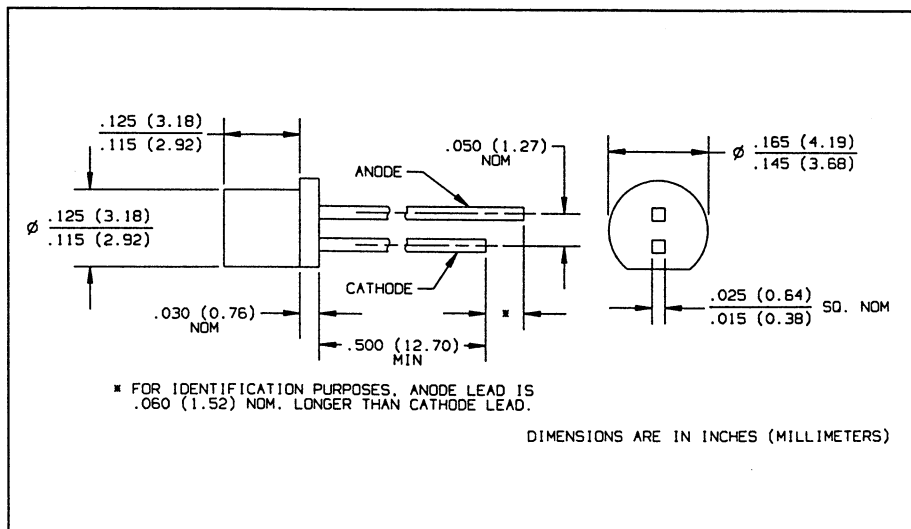 .125 (3.18)
.115 (2.92)
.050 (1.27)
NOM
ANODE
ø .165 (4.19)
.145 (3.68)
ø .125 (3.18)
.115 (2.92)
CATHODE
.030 (0.76)
NOM
*
.025 (0.64)
.015 (0.38) SQ. NOM
.500 (12.70)
MIN
* FOR IDENTIFICATION PURPOSES, ANODE LEAD IS
.060 (1.52) NOM. LONGER THAN CATHODE LEAD.
DIMENSIONS ARE IN INCHES (MILLIMETERS)